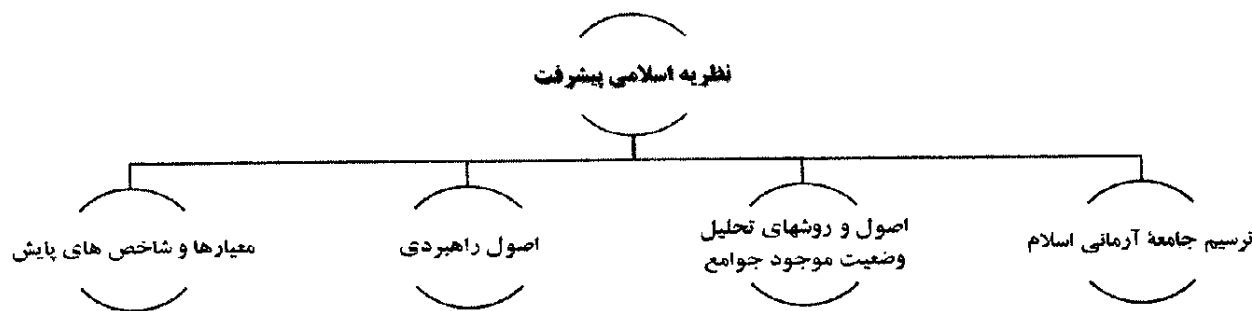 نظریه اسلامی پیشرفت
ترسیم جامعهٔ آرمانی اسلام
اصول و روشهای تحلیل
وضعیت موجود جوامع
اصول راهبردی
معیارها و شاخص های پایش